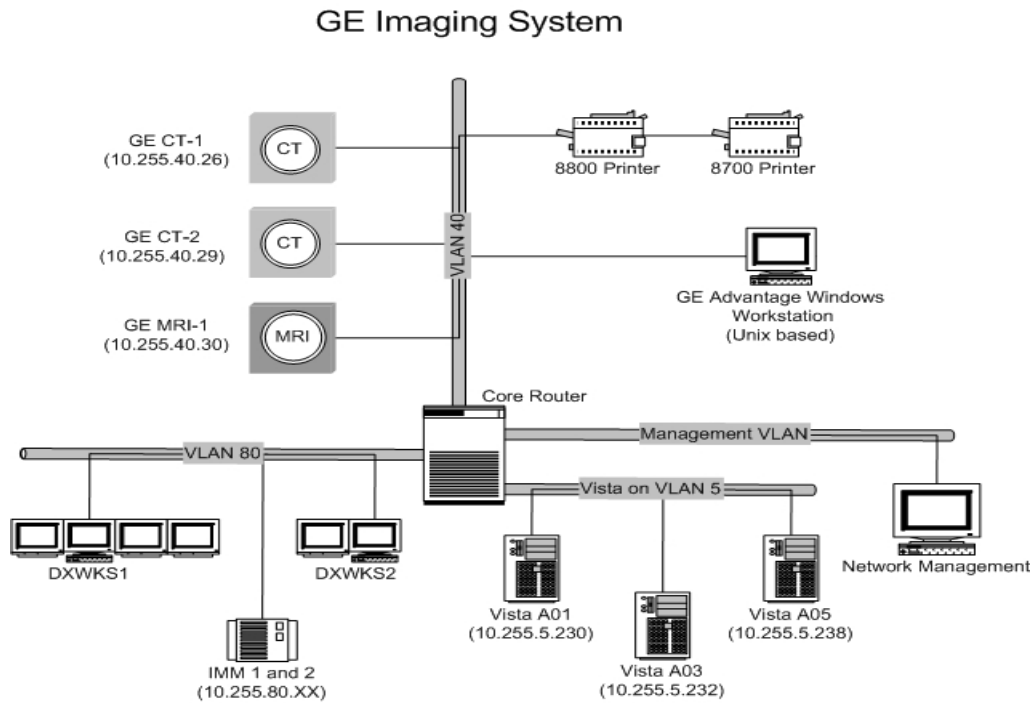 GE Imaging System
GE CT-1
(10.255.40.26)
CT
8800 Printer
8700 Printer
GE CT-2
(10.255.40.29)
CT
VLAN 40
GE Advantage Windows
Workstation
(Unix based)
GE MRI-1
(10.255.40.30)
MRI
Core Router
Management VLAN
VLAN 80
Vista on VLAN 5
DXWKS1
DXWKS2
Network Management
Vista A01
(10.255.5.230)
Vista A05
(10.255.5.238)
IMM 1 and 2
(10.255.80.XX)
Vista A03
(10.255.5.232)